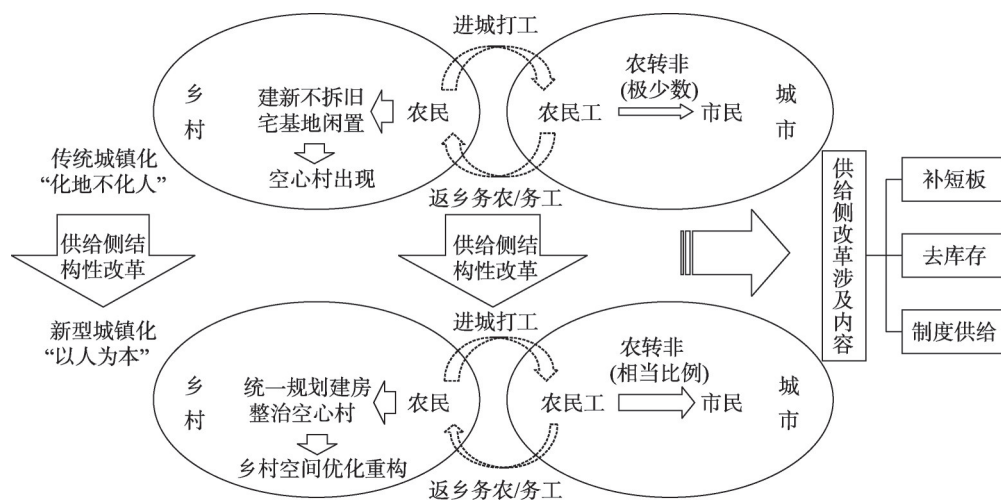 进城打工
乡
村
建新不拆旧
宅基地闲置
空心村出现
农民
农民工
农转非
(极少数)
市民
城
市
返乡务农/务工
传统城镇化
“化地不化人”
供给侧结
构性改革
新型城镇化
“以人为本”
供给侧结
构性改革
供给侧改革涉及内容
补短板
去库存
制度供给
进城打工
乡
村
统一规划建房
整治空心村
乡村空间优化重构
农民
农民工
农转非
(相当比例)
市民
城
市
返乡务农/务工